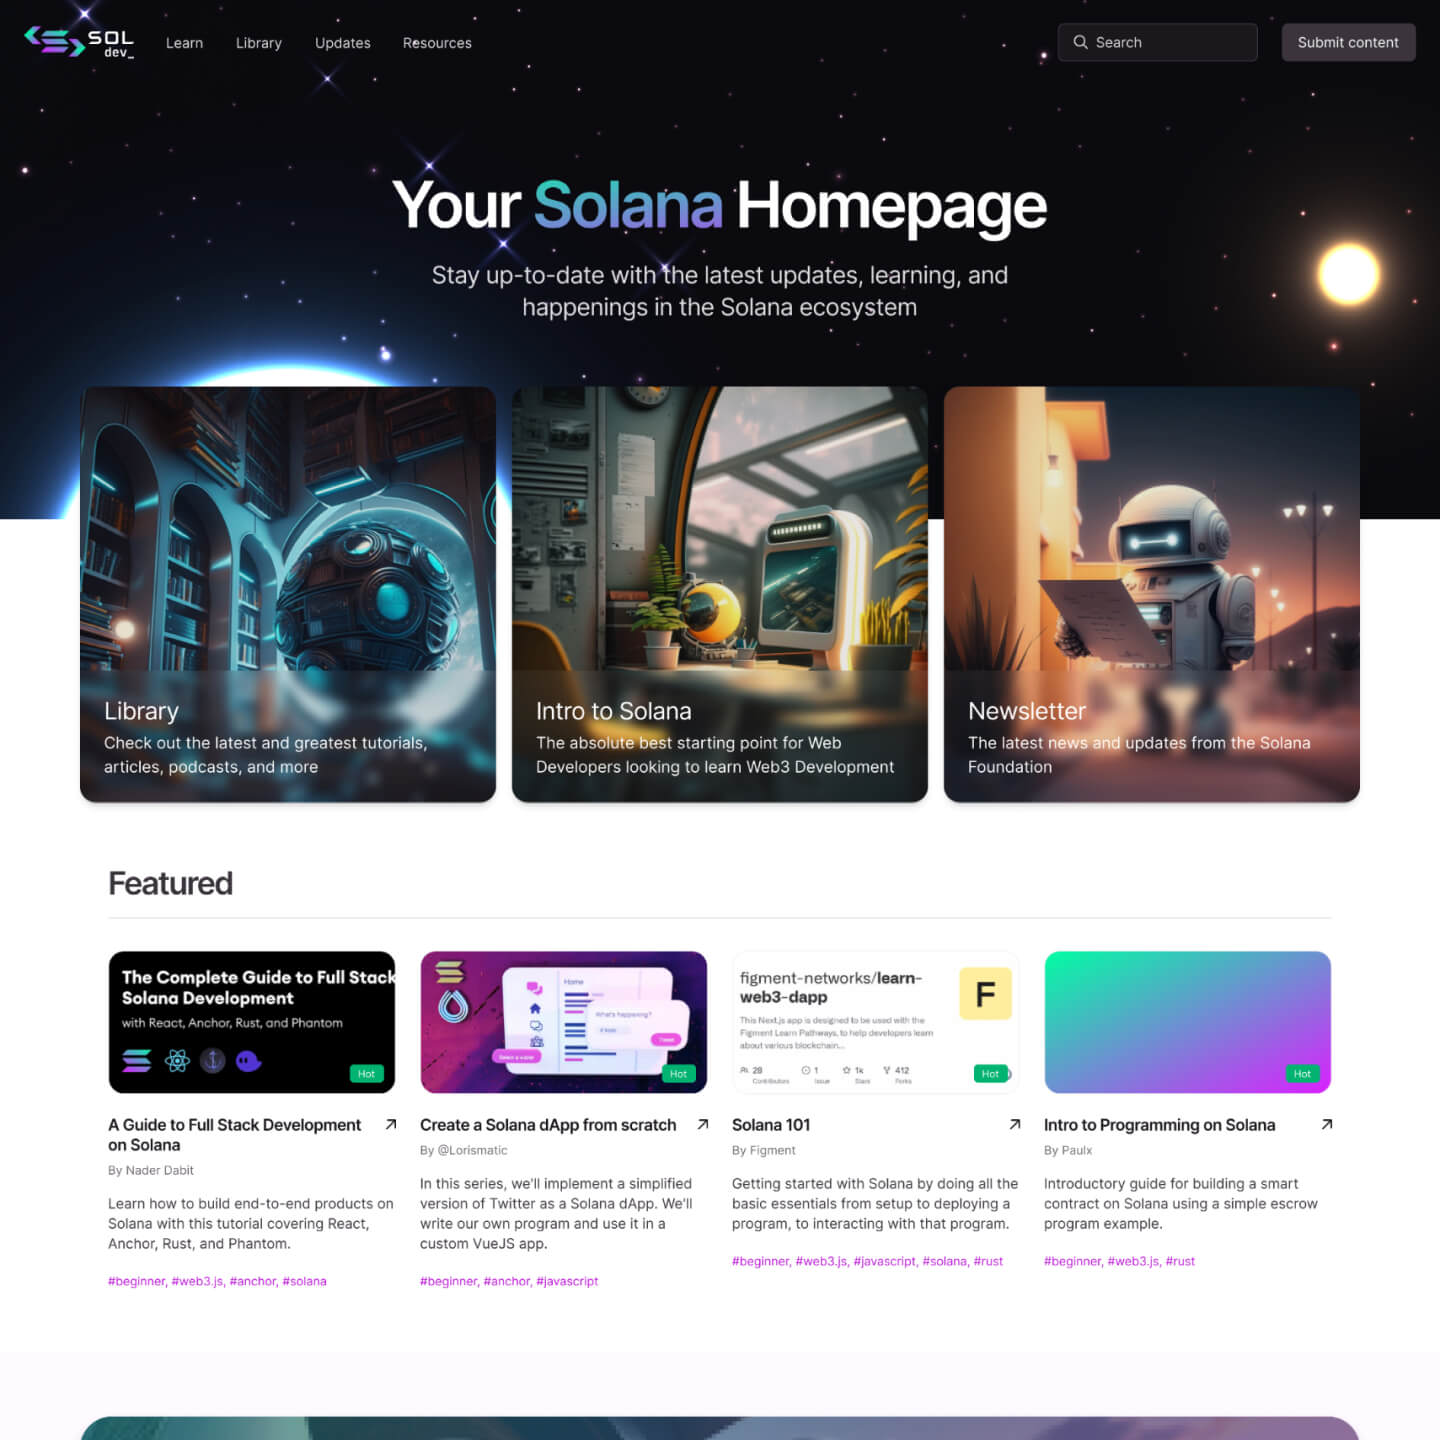 SOL
dev_
Learn
Library
Updates
Resources
Search
Submit content
Your Solana Homepage
Stay up-to-date with the latest updates, learning, and
happenings in the Solana ecosystem
Library
Check out the latest and greatest tutorials,
articles, podcasts, and more
Intro to Solana
The absolute best starting point for Web
Developers looking to learn Web3 Development
Newsletter
The latest news and updates from the Solana
Foundation
Featured
The Complete Guide to Full Stack
Solana Development
with React, Anchor, Rust, and Phantom
Hot
A Guide to Full Stack Development
on Solana
By Nader Dabit
Learn how to build end-to-end products on
Solana with this tutorial covering React,
Anchor, Rust, and Phantom.
#beginner, #web3.js, #anchor, #solana
Home
What's happening?
Select a wallet
Tweet
Hot
Create a Solana dApp from scratch
By @Lorismatic
In this series, we'll implement a simplified
version of Twitter as a Solana dApp. We'll
write our own program and use it in a
custom VueJS app.
#beginner, #anchor, #javascript
figment-networks/learn-
web3-dapp
F
This Next.js app is designed to be used with the
Figment Learn Pathways, to help developers learn
about various blockchain...
28
Contributors
1
Issue
1k
Stars
412
Forks
Hot
Solana 101
By Figment
Getting started with Solana by doing all the
basic essentials from setup to deploying a
program, to interacting with that program.
#beginner, #web3.js, #javascript, #solana, #rust
Hot
Intro to Programming on Solana
By Paulx
Introductory guide for building a smart
contract on Solana using a simple escrow
program example.
#beginner, #web3.js, #rust